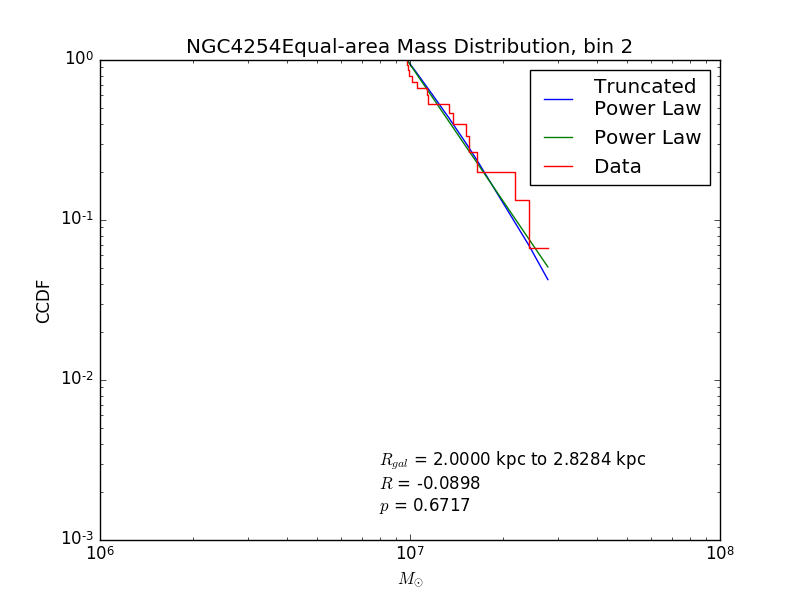 NGC4254Equal-area Mass Distribution, bin 2
10^0
10^-1
10^-2
10^-3
CCDF
Truncated
Power Law
Power Law
Data
R_gal = 2.0000 kpc to 2.8284 kpc
R = -0.0898
p = 0.6717
10^6
10^7
10^8
M_⊙